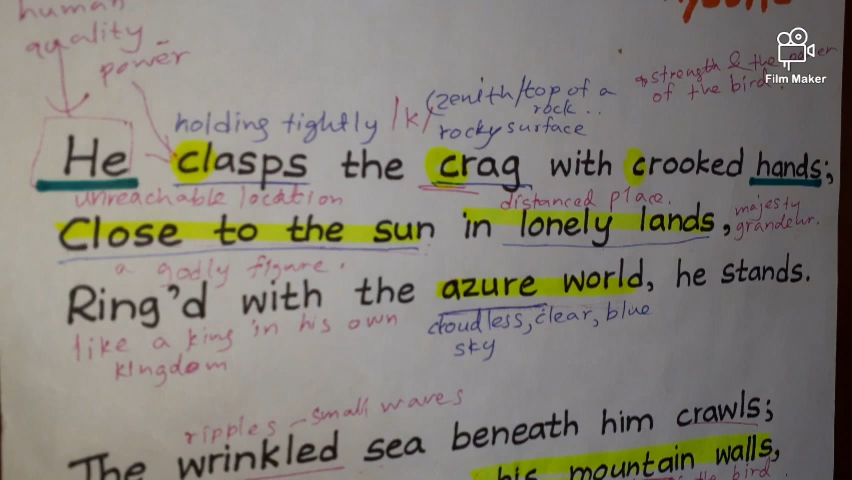 human
quality
power
Film Maker
strength & the power
of the bird.
(zenith/top of a
rock..
holding tightly /k/ rocky surface
He clasps the crag with crooked hands;
unreachable location distanced place.
Close to the sun in lonely lands,
majesty
grandeur.
a godly figure.
Ring'd with the azure world, he stands.
like a king in his own
kingdom
cloudless, clear, blue
sky
ripples - small waves
The wrinkled sea beneath him crawls;
his mountain walls,
the bird